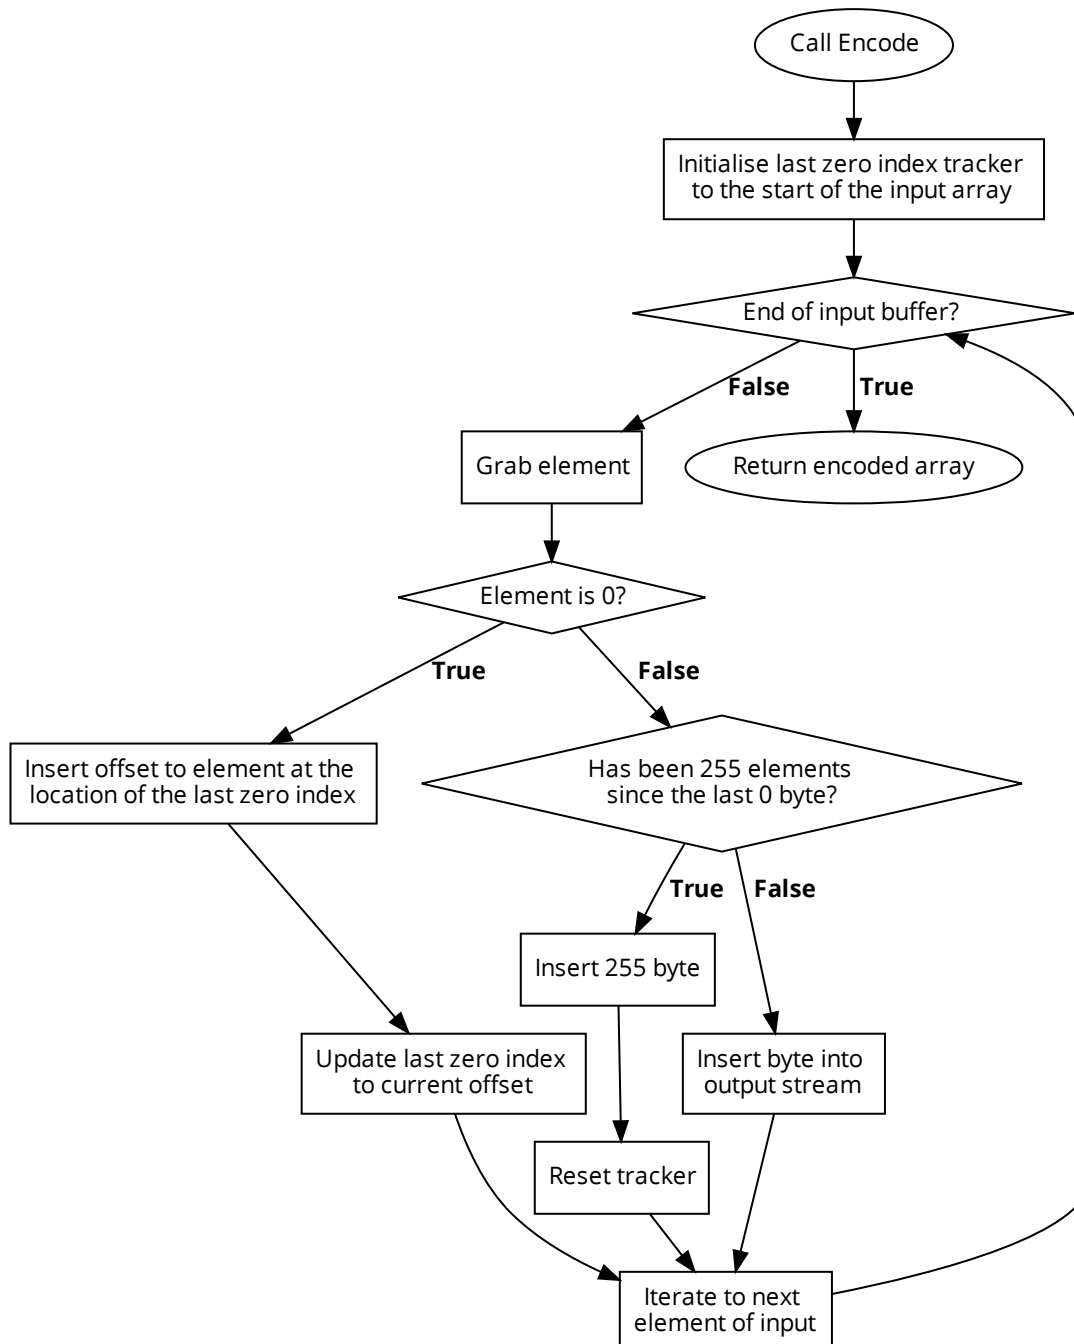 Call Encode
Initialise last zero index tracker
to the start of the input array
End of input buffer?
False
True
Grab element
Return encoded array
Element is 0?
True
False
Insert offset to element at the
location of the last zero index
Has been 255 elements
since the last 0 byte?
True
False
Insert 255 byte
Update last zero index
to current offset
Insert byte into
output stream
Reset tracker
Iterate to next
element of input